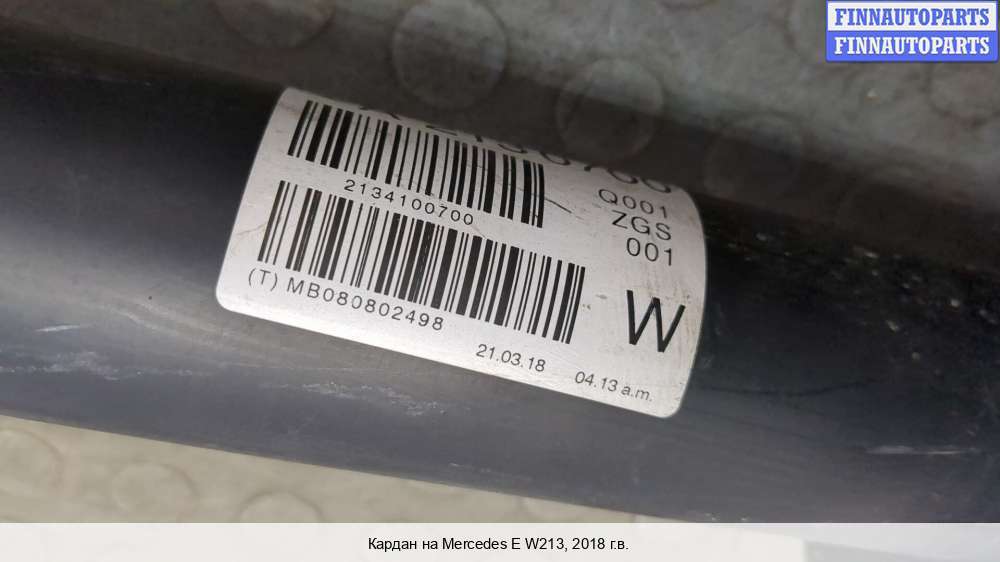 FINNAUTOPARTS
FINNAUTOPARTS
Q001
2134100700
ZGS
001
(T) MB080802498
W
21.03.18
04.13 a.m.
Кардан на Mercedes E W213, 2018 г.в.